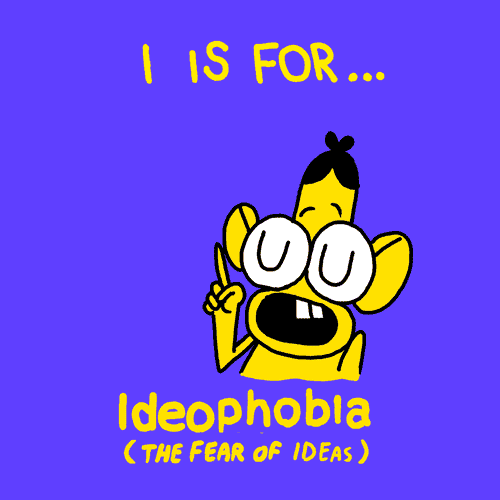 I IS FOR...
Ideophobia
(THE FEAR OF IDEAS)